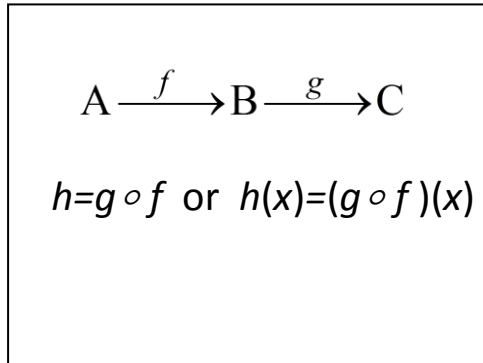 A f B g C
h=g∘f or h(x)=(g∘f)(x)